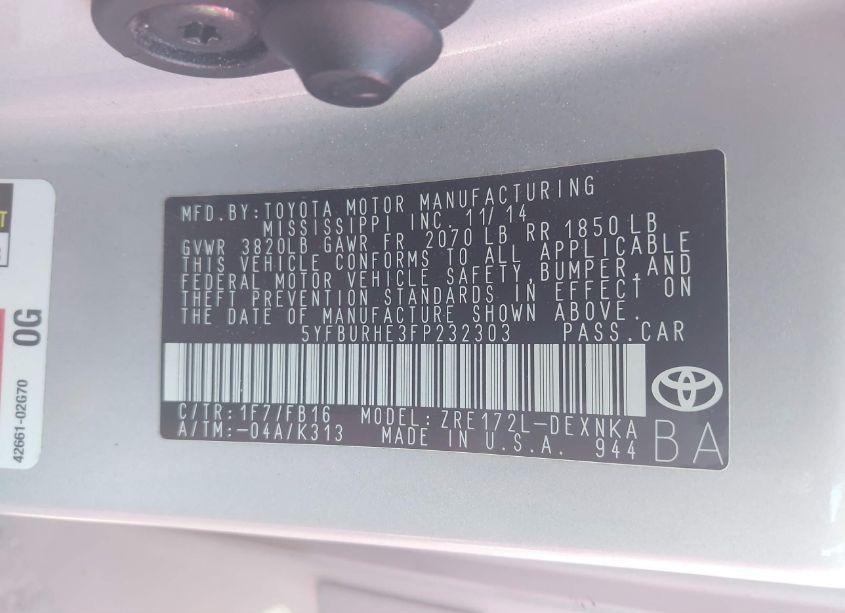 MFD.BY:TOYOTA MOTOR MANUFACTURING
MISSISSIPPI INC. 11/14
GVWR 3820LB GAWR FR 2070 LB RR 1850 LB
THIS VEHICLE CONFORMS TO ALL APPLICABLE
FEDERAL MOTOR VEHICLE SAFETY,BUMPER,AND
THEFT PREVENTION STANDARDS IN EFFECT ON
THE DATE OF MANUFACTURE SHOWN ABOVE.
5YFBURHE3FP232303 PASS.CAR
C/TR:1F7/FB16 MODEL:ZRE172L-DEXNKA
A/TM:-04A/K313 MADE IN U.S.A. 944
BA
0G
42661-02G70